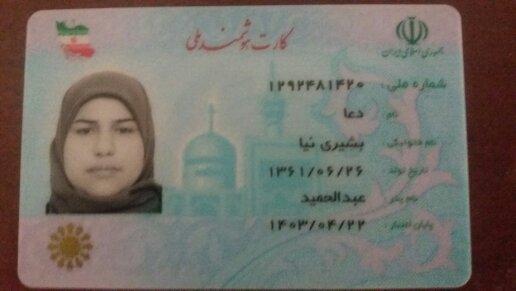 کارت هوشمند ملی
جمهوری اسلامی ایران
شماره ملی: ۱۲۹۲۴۸۱۴۲۰
نام: دعا
نام خانوادگی: بشیری نیا
تاریخ تولد: ۱۳۶۱/۰۶/۲۶
نام پدر: عبدالحمید
پایان اعتبار: ۱۴۰۳/۰۴/۲۲